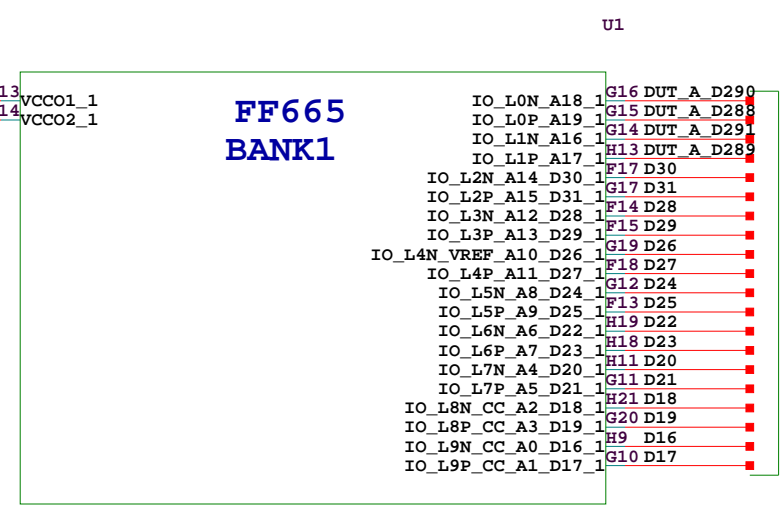 U1
13 VCCO1_1
14 VCCO2_1
FF665
BANK1
IO_L0N_A18_1 G16 DUT_A_D290
IO_L0P_A19_1 G15 DUT_A_D288
IO_L1N_A16_1 G14 DUT_A_D291
IO_L1P_A17_1 H13 DUT_A_D289
IO_L2N_A14_D30_1 F17 D30
IO_L2P_A15_D31_1 G17 D31
IO_L3N_A12_D28_1 F14 D28
IO_L3P_A13_D29_1 F15 D29
IO_L4N_VREF_A10_D26_1 G19 D26
IO_L4P_A11_D27_1 F18 D27
IO_L5N_A8_D24_1 G12 D24
IO_L5P_A9_D25_1 F13 D25
IO_L6N_A6_D22_1 H19 D22
IO_L6P_A7_D23_1 H18 D23
IO_L7N_A4_D20_1 H11 D20
IO_L7P_A5_D21_1 G11 D21
IO_L8N_CC_A2_D18_1 H21 D18
IO_L8P_CC_A3_D19_1 G20 D19
IO_L9N_CC_A0_D16_1 H9 D16
IO_L9P_CC_A1_D17_1 G10 D17